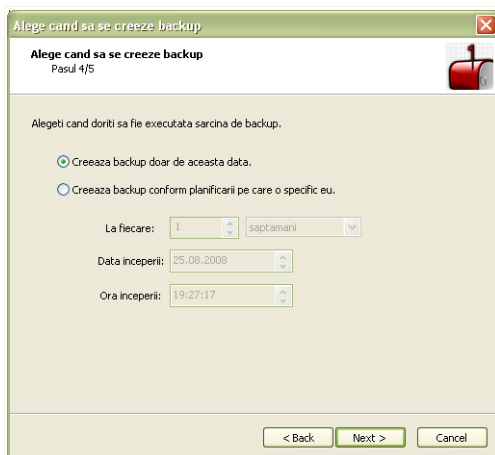 Alege cand sa se creeze backup
Alege cand sa se creeze backup
Pasul 4/5
Alegeti cand doriti sa fie executata sarcina de backup.
Creeaza backup doar de aceasta data.
Creeaza backup conform planificarii pe care o specific eu.
La fiecare: 1 saptamani
Data inceperii: 25.08.2008
Ora inceperii: 19:27:17
< Back Next > Cancel